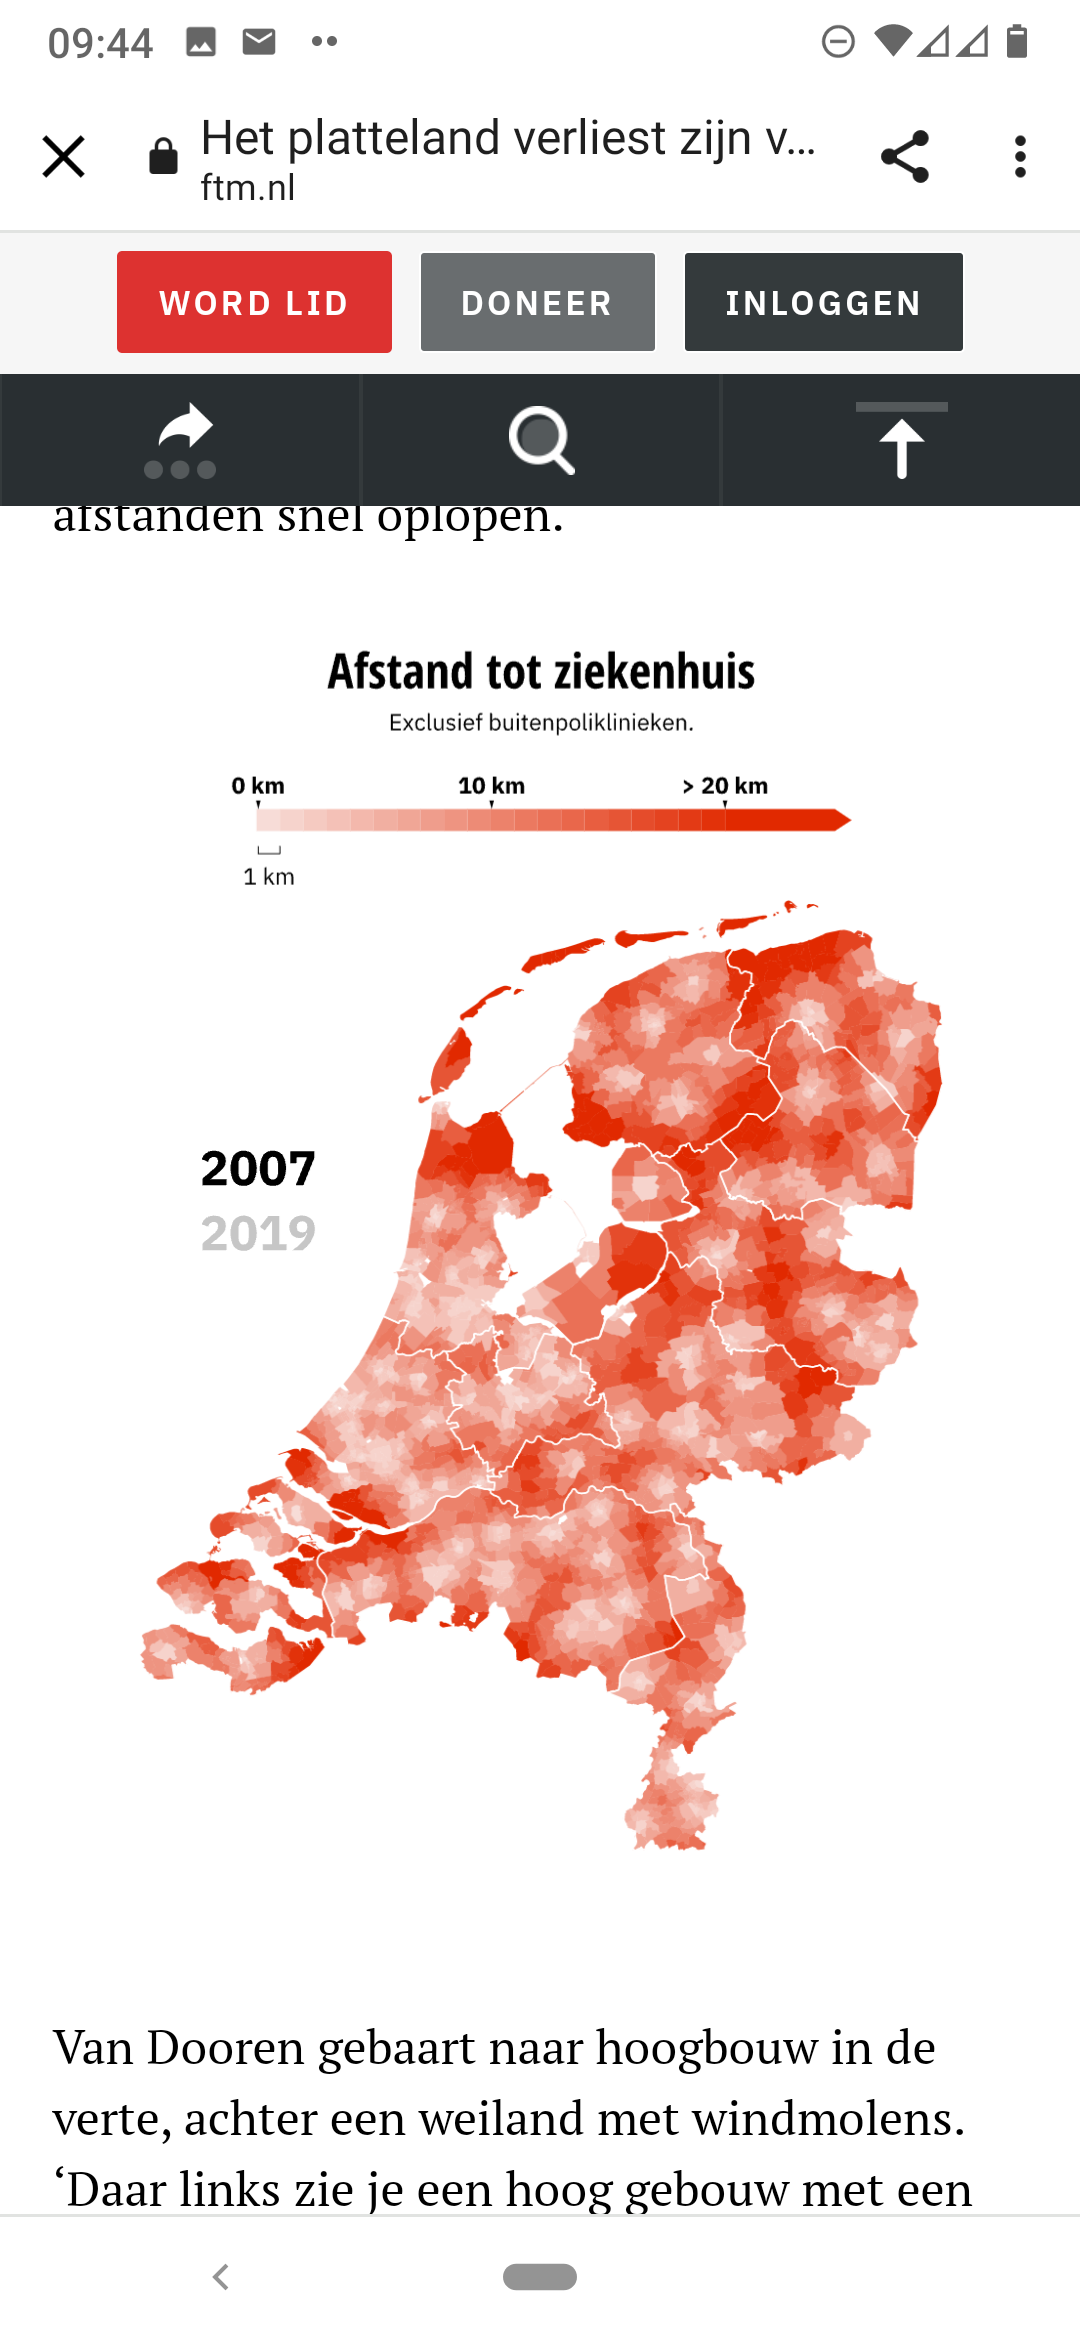 09:44
Het platteland verliest zijn v...
ftm.nl
WORD LID
DONEER
INLOGGEN
afstanden snel oplopen.
Afstand tot ziekenhuis
Exclusief buitenpoliklinieken.
0 km 10 km > 20 km
1 km
2007
2019
Van Dooren gebaart naar hoogbouw in de
verte, achter een weiland met windmolens.
‘Daar links zie je een hoog gebouw met een